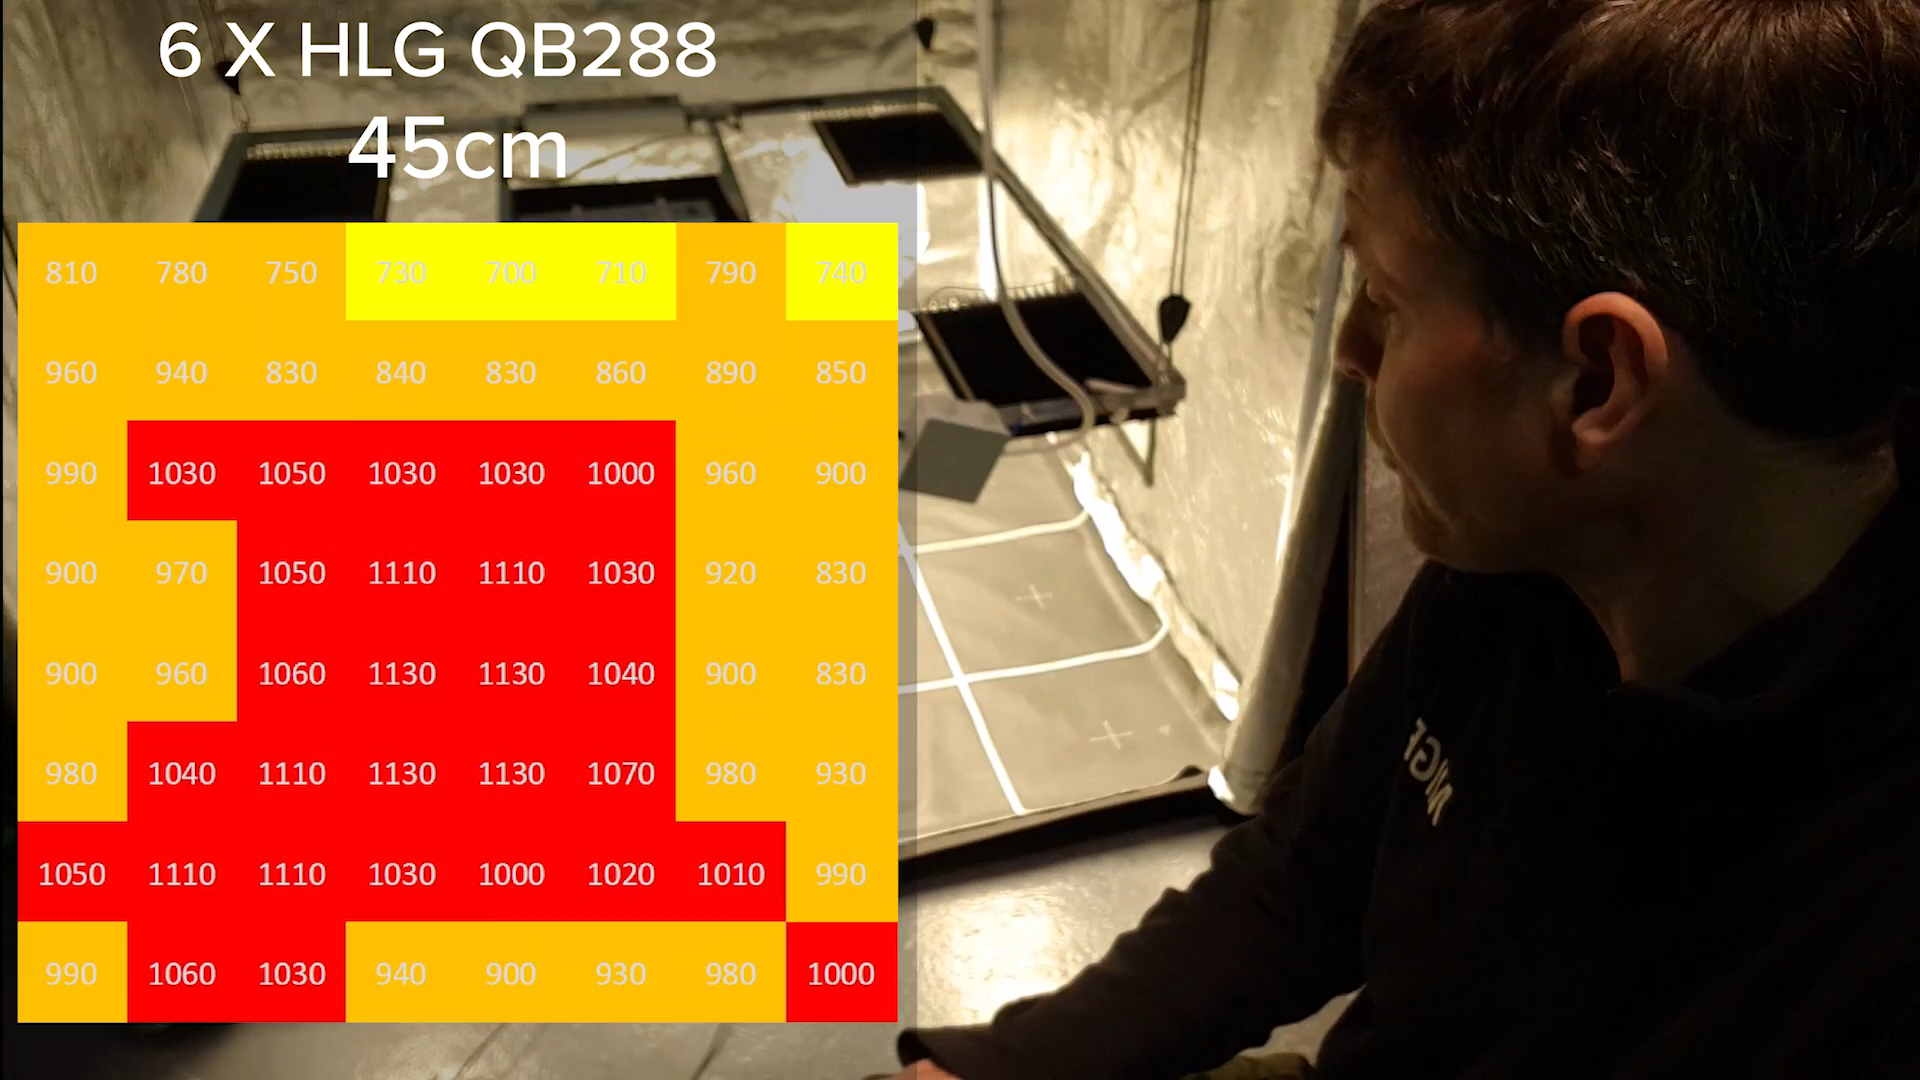 6 X HLG QB288
45cm
810 780 750 730 700 710 790 740
960 940 830 840 830 860 890 850
990 1030 1050 1030 1030 1000 960 900
900 970 1050 1110 1110 1030 920 830
900 960 1060 1130 1130 1040 900 830
980 1040 1110 1130 1130 1070 980 930
1050 1110 1110 1030 1000 1020 1010 990
990 1060 1030 940 900 930 980 1000